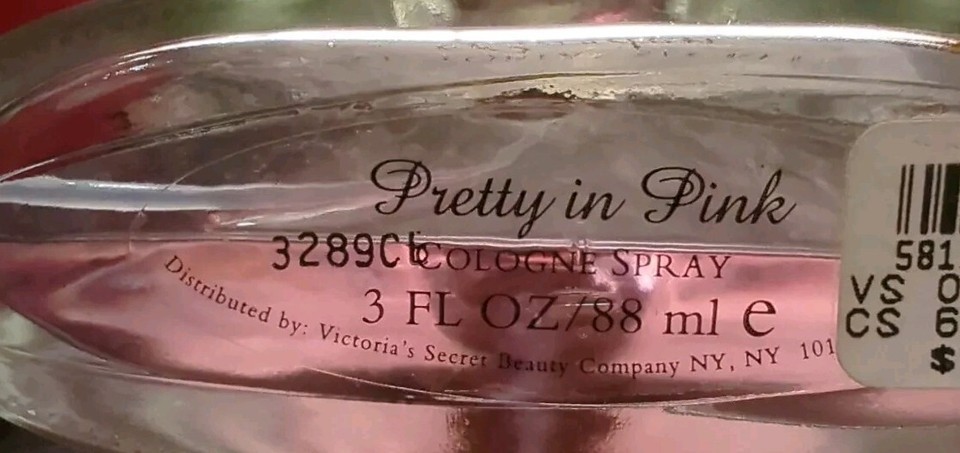 Pretty in Pink
3289C
COLOGNE SPRAY
3 FL OZ/88 ml e
Distributed by: Victoria's Secret Beauty Company NY, NY 101
581
VS 0
CS 6
$